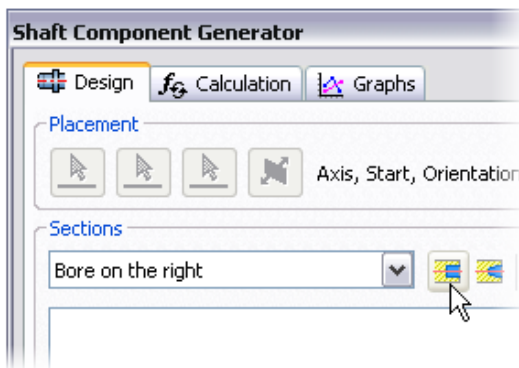 Shaft Component Generator
Design Calculation Graphs
Placement
Axis, Start, Orientation
Sections
Bore on the right